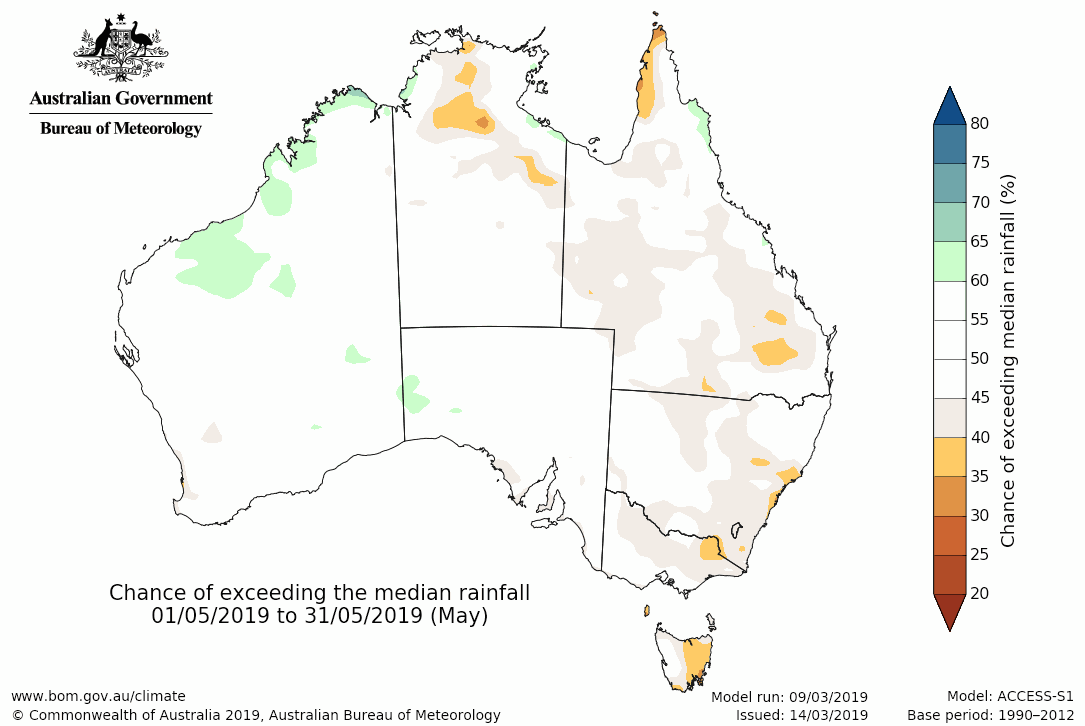 Australian Government
Bureau of Meteorology
80
75
70
65
60
55
50
45
40
35
30
25
20
Chance of exceeding median rainfall (%)
Chance of exceeding the median rainfall
01/05/2019 to 31/05/2019 (May)
www.bom.gov.au/climate
© Commonwealth of Australia 2019, Australian Bureau of Meteorology
Model run: 09/03/2019
Issued: 14/03/2019
Model: ACCESS-S1
Base period: 1990–2012